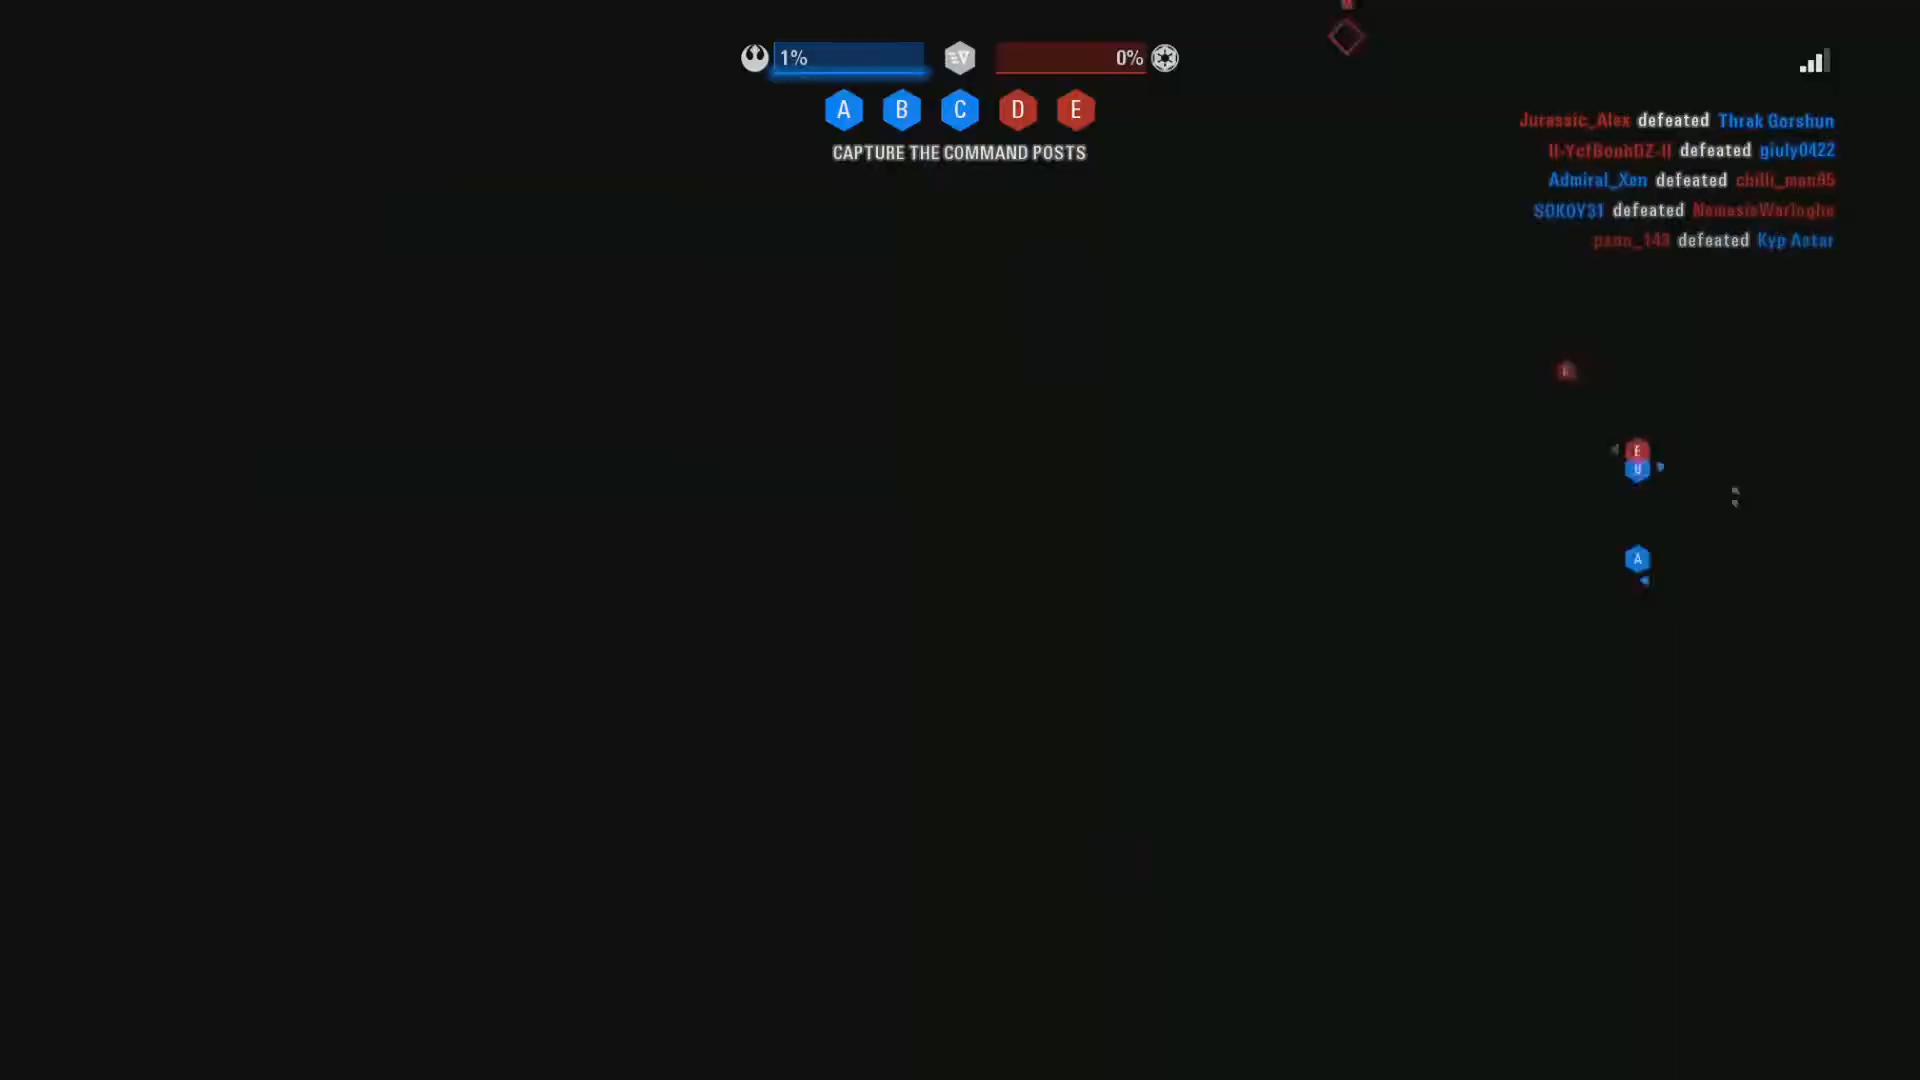 1% 0%
A B C D E
CAPTURE THE COMMAND POSTS
Jurassic_Alex defeated Thrak Gorshun
defeated giuly0422
Admiral_Xen defeated chilli_man95
SOKOY31 defeated
defeated Kyp Astar
E
A